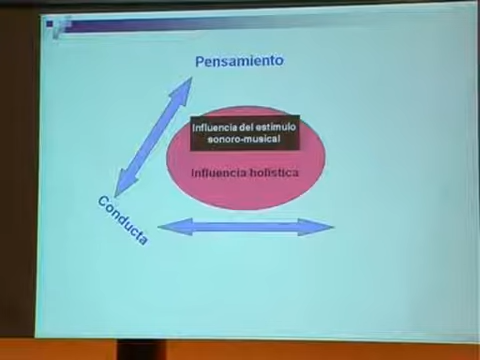 Pensamiento
Influencia del estímulo
sonoro-musical
Influencia holística
Conducta